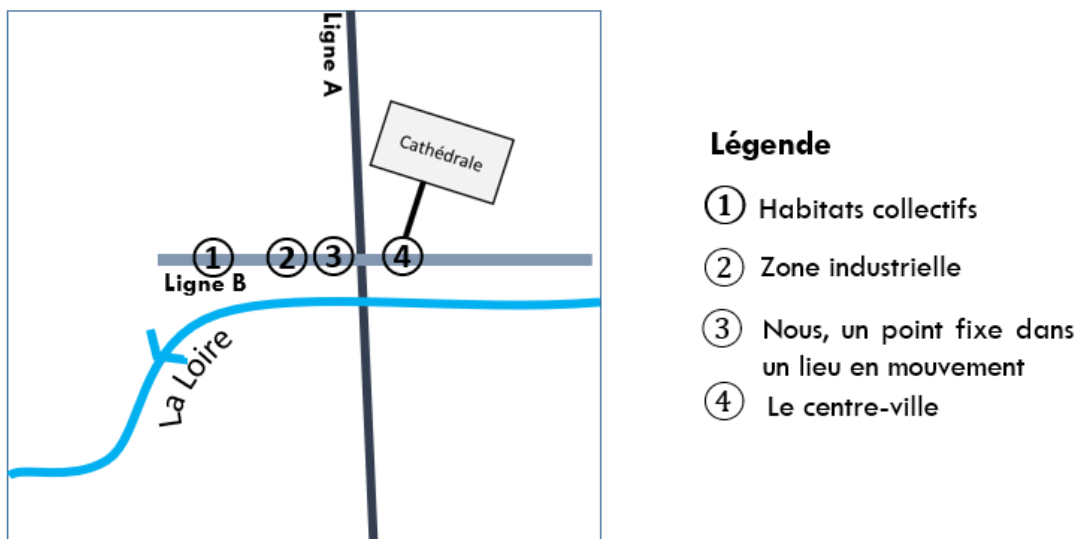 Ligne A
Cathédrale
1 2 3 4
Ligne B
La Loire
Légende
1 Habitats collectifs
2 Zone industrielle
3 Nous, un point fixe dans
un lieu en mouvement
4 Le centre-ville